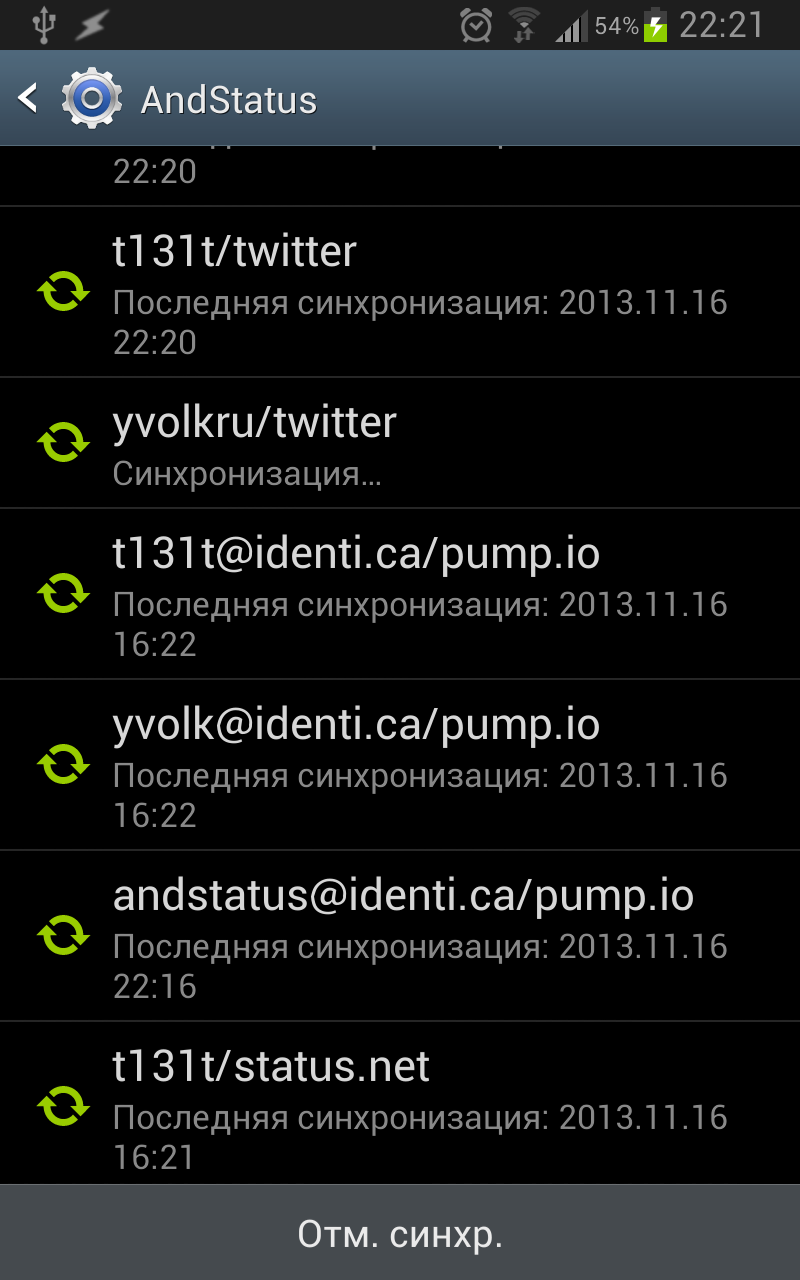 54% 22:21
AndStatus
22:20
t131t/twitter
Последняя синхронизация: 2013.11.16
22:20
yvolkru/twitter
Синхронизация...
t131t@identi.ca/pump.io
Последняя синхронизация: 2013.11.16
16:22
yvolk@identi.ca/pump.io
Последняя синхронизация: 2013.11.16
16:22
andstatus@identi.ca/pump.io
Последняя синхронизация: 2013.11.16
22:16
t131t/status.net
Последняя синхронизация: 2013.11.16
16:21
Отм. синхр.